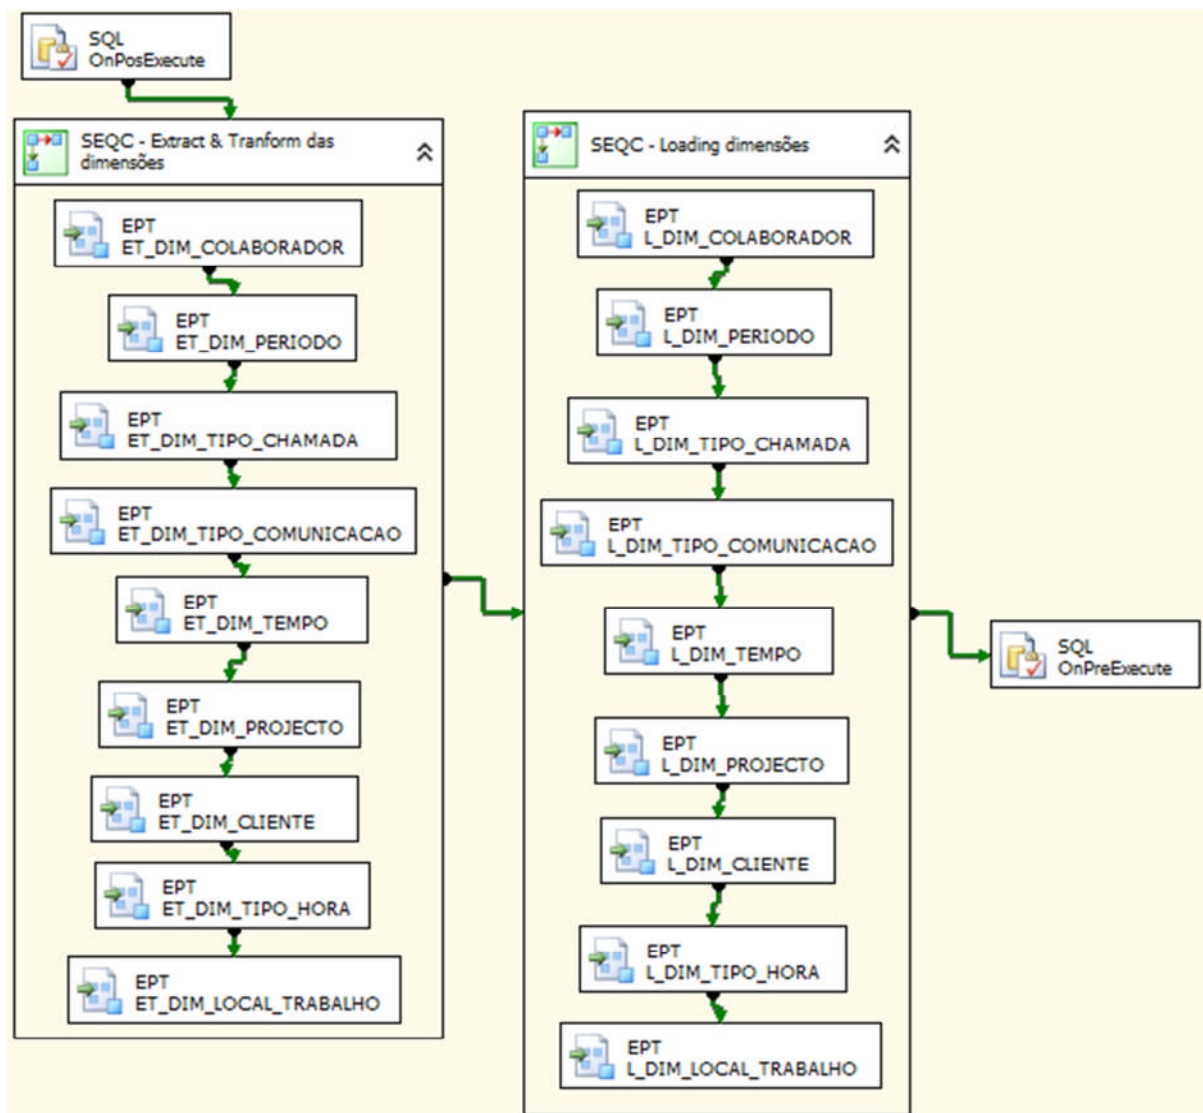 SQL
OnPosExecute
SEQC - Extract & Tranform das
dimensões
EPT
ET_DIM_COLABORADOR
EPT
ET_DIM_PERIODO
EPT
ET_DIM_TIPO_CHAMADA
EPT
ET_DIM_TIPO_COMUNICACAO
EPT
ET_DIM_TEMPO
EPT
ET_DIM_PROJECTO
EPT
ET_DIM_CLIENTE
EPT
ET_DIM_TIPO_HORA
EPT
ET_DIM_LOCAL_TRABALHO
SEQC - Loading dimensões
EPT
L_DIM_COLABORADOR
EPT
L_DIM_PERIODO
EPT
L_DIM_TIPO_CHAMADA
EPT
L_DIM_TIPO_COMUNICACAO
EPT
L_DIM_TEMPO
EPT
L_DIM_PROJECTO
EPT
L_DIM_CLIENTE
EPT
L_DIM_TIPO_HORA
EPT
L_DIM_LOCAL_TRABALHO
SQL
OnPreExecute